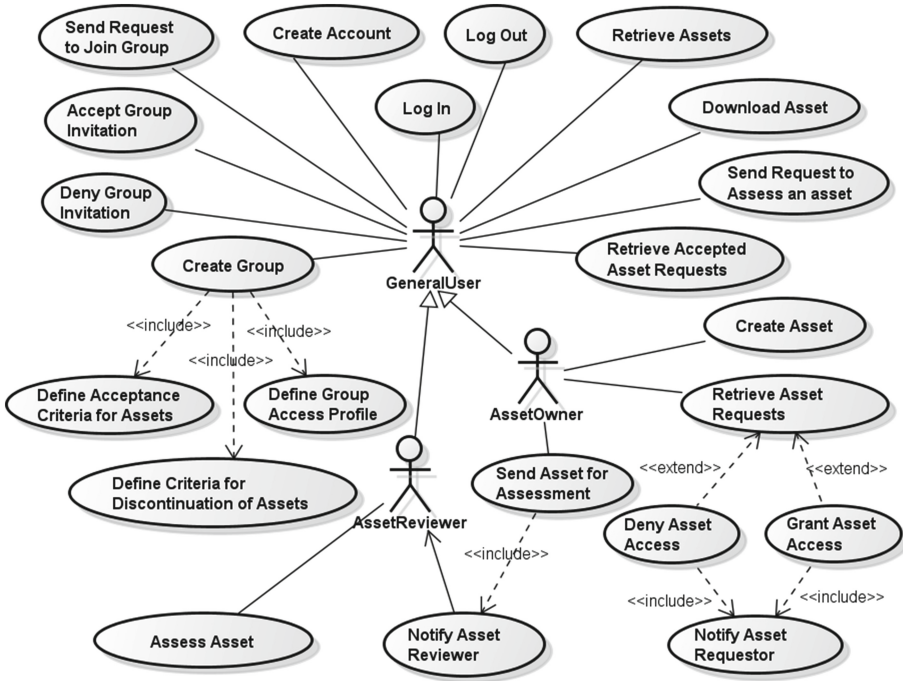 Send Request
to Join Group
Create Account
Log Out
Retrieve Assets
Accept Group
Invitation
Log In
Download Asset
Deny Group
Invitation
Send Request to
Assess an asset
Create Group
GeneralUser
Retrieve Accepted
Asset Requests
<<include>>
<<include>>
<<include>>
Create Asset
Define Acceptance
Criteria for Assets
Define Group
Access Profile
AssetOwner
Retrieve Asset
Requests
Define Criteria for
Discontinuation of Assets
AssetReviewer
Send Asset for
Assessment
<<extend>>
<<extend>>
Deny Asset
Access
Grant Asset
Access
<<include>>
<<include>>
<<include>>
Assess Asset
Notify Asset
Reviewer
Notify Asset
Requestor